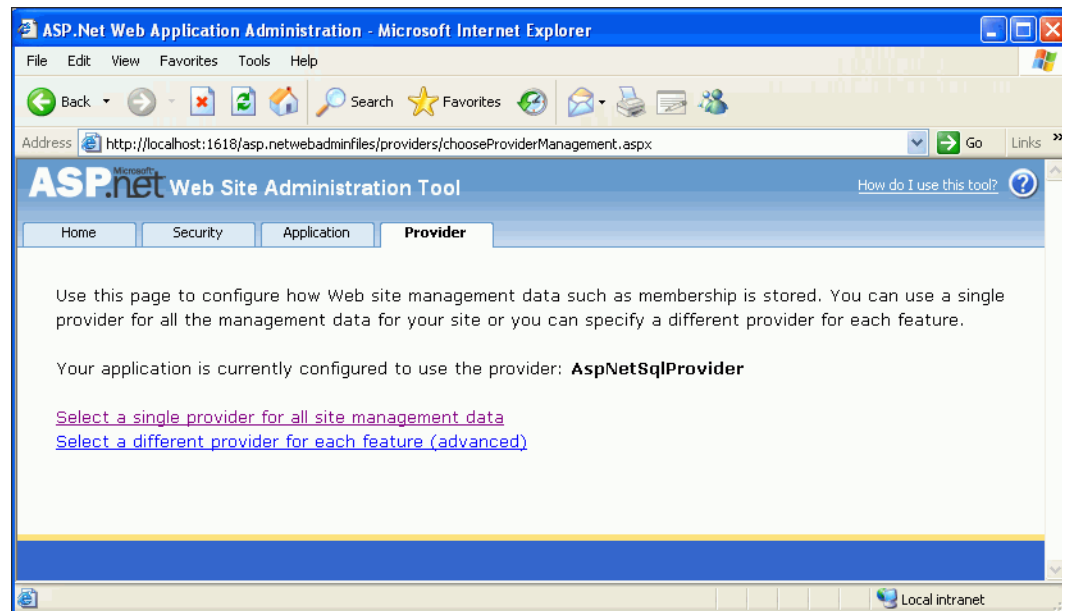 ASP.Net Web Application Administration - Microsoft Internet Explorer
File Edit View Favorites Tools Help
Back Search Favorites
Address http://localhost:1618/asp.netwebadminfiles/providers/chooseProviderManagement.aspx Go Links »
Microsoft
ASP.net Web Site Administration Tool How do I use this tool? ?
Home Security Application Provider
Use this page to configure how Web site management data such as membership is stored. You can use a single
provider for all the management data for your site or you can specify a different provider for each feature.
Your application is currently configured to use the provider: AspNetSqlProvider
Select a single provider for all site management data
Select a different provider for each feature (advanced)
Local intranet